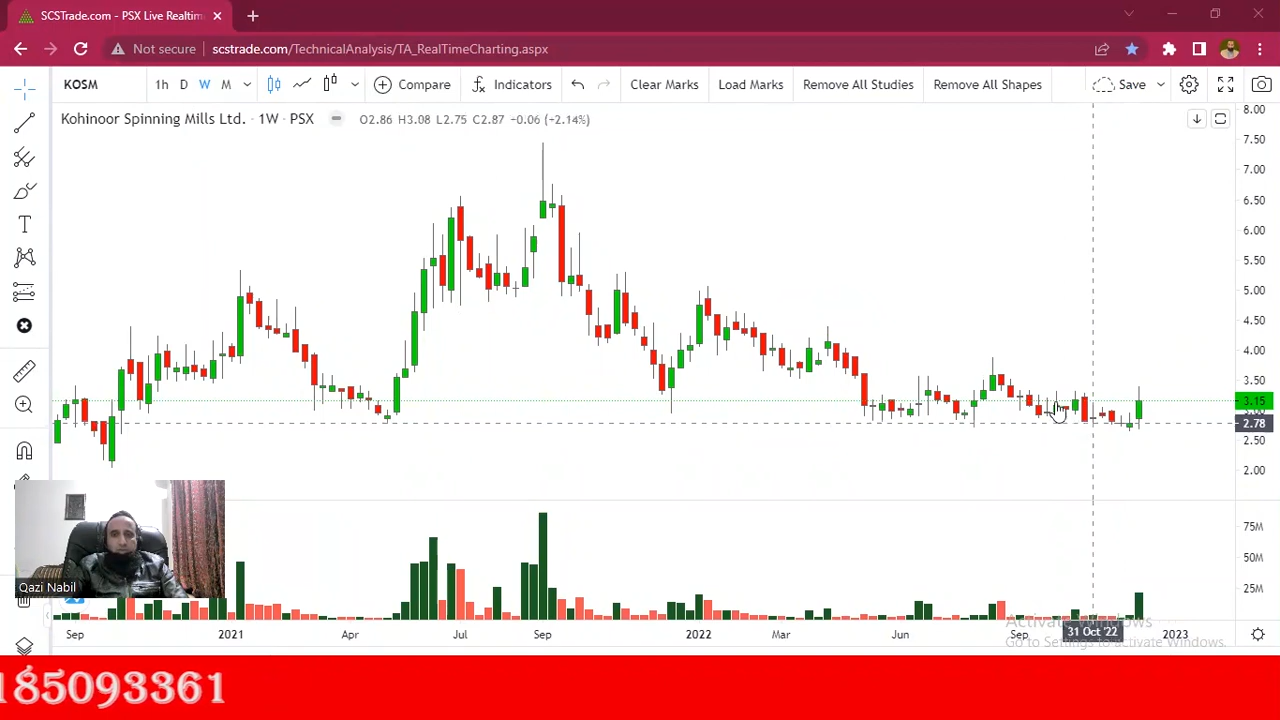 SCSTrade.com - PSX Live Realtim
Not secure scstrade.com/TechnicalAnalysis/TA_RealTimeCharting.aspx
KOSM 1h D W M Compare Indicators Clear Marks Load Marks Remove All Studies Remove All Shapes Save
Kohinoor Spinning Mills Ltd. · 1W · PSX O2.86 H3.08 L2.75 C2.87 −0.06 (−2.14%)
8.00
7.50
7.00
6.50
6.00
5.50
5.00
4.50
4.00
3.50
3.15
3.00
2.78
2.50
2.00
75M
50M
25M
Qazi Nabil
Sep 2021 Apr Jul Sep 2022 Mar Jun Sep 31 Oct '22 2023
Activate Windows
Go to Settings to activate Windows.
185093361